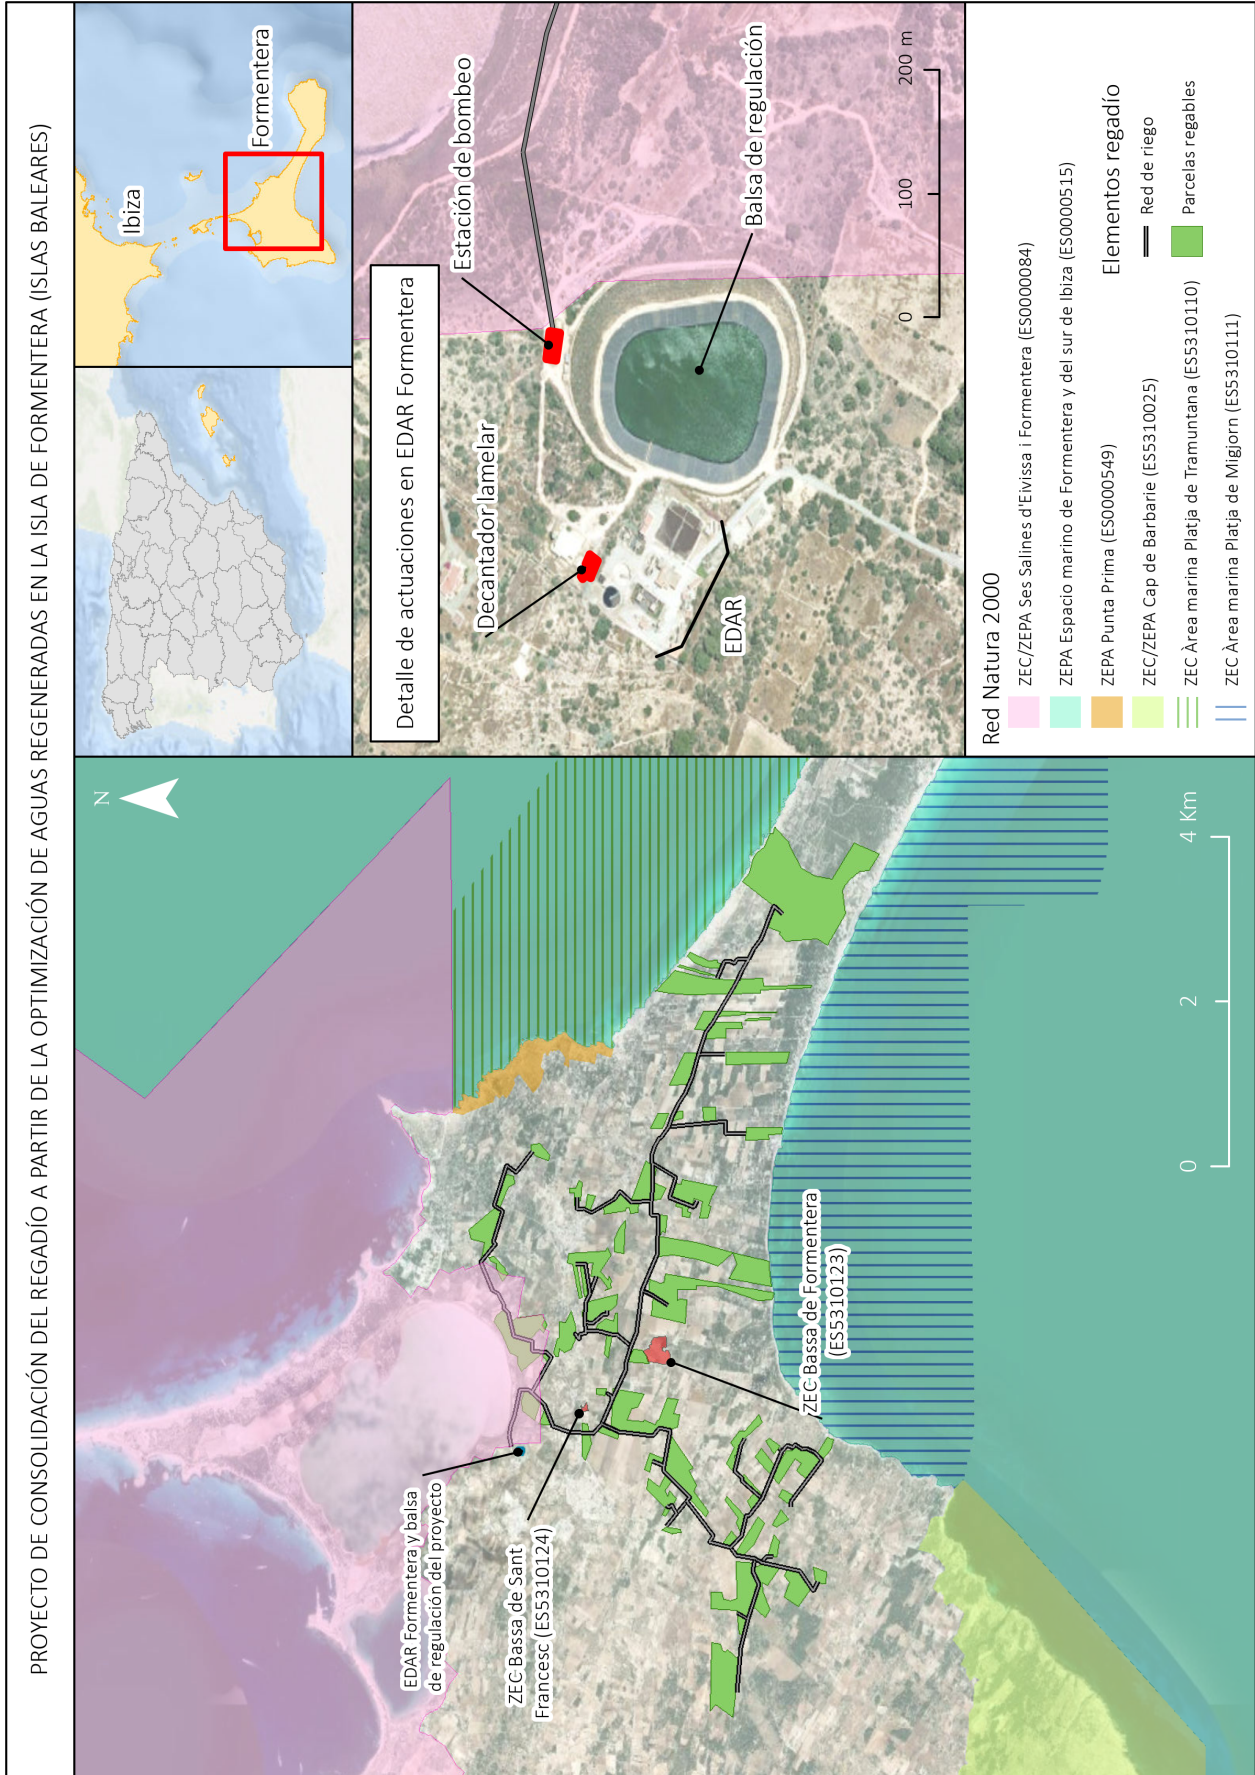 PROYECTO DE CONSOLIDACIÓN DEL REGADÍO A PARTIR DE LA OPTIMIZACIÓN DE AGUAS REGENERADAS EN LA ISLA DE FORMENTERA (ISLAS BALEARES)
N
EDAR Formentera y balsa
de regulación del proyecto
ZEC Bassa de Sant
Francesc (ES5310124)
ZEC Bassa de Formentera
(ES5310123)
0
2
4 Km
Ibiza
Formentera
Detalle de actuaciones en EDAR Formentera
Decantador lamelar
Estación de bombeo
EDAR
Balsa de regulación
0
100
200 m
Red Natura 2000
ZEC/ZEPA Ses Salines d'Eivissa i Formentera (ES0000084)
ZEPA Espacio marino de Formentera y del sur de Ibiza (ES0000515)
ZEPA Punta Prima (ES0000549)
ZEC/ZEPA Cap de Barbarie (ES5310025)
ZEC Àrea marina Platja de Tramuntana (ES5310110)
ZEC Àrea marina Platja de Migjorn (ES5310111)
Elementos regadío
Red de riego
Parcelas regables